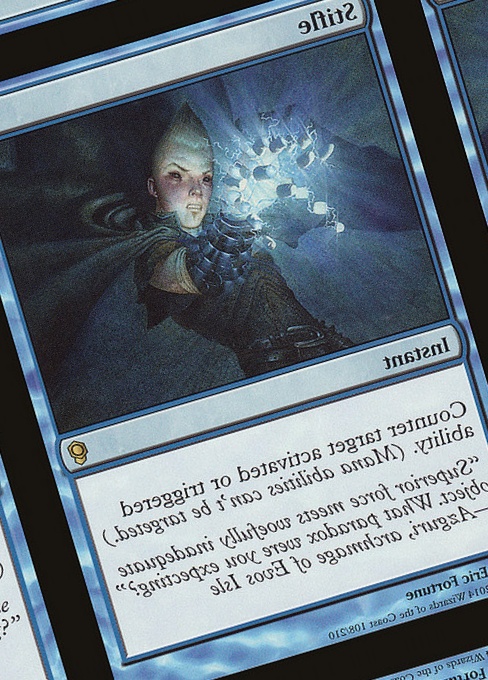 Stifle
Instant
Counter target activated or triggered
ability. (Mana abilities can't be targeted.)
"Superior force meets woefully inadequate
object. What paradox were you expecting?"
—Azguri, archmage of Evos Isle
Eric Fortune
2014 Wizards of the Coast 108/210